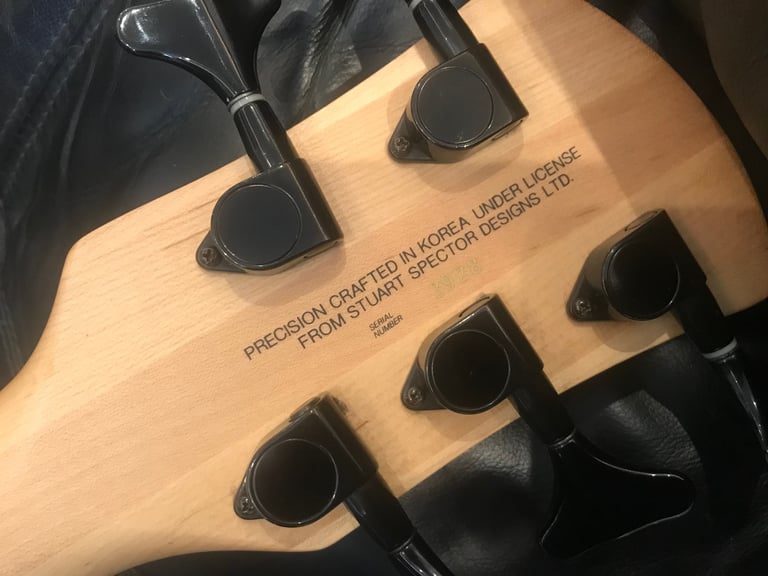 PRECISION CRAFTED IN KOREA UNDER LICENSE
FROM STUART SPECTOR DESIGNS LTD.
SERIAL
NUMBER